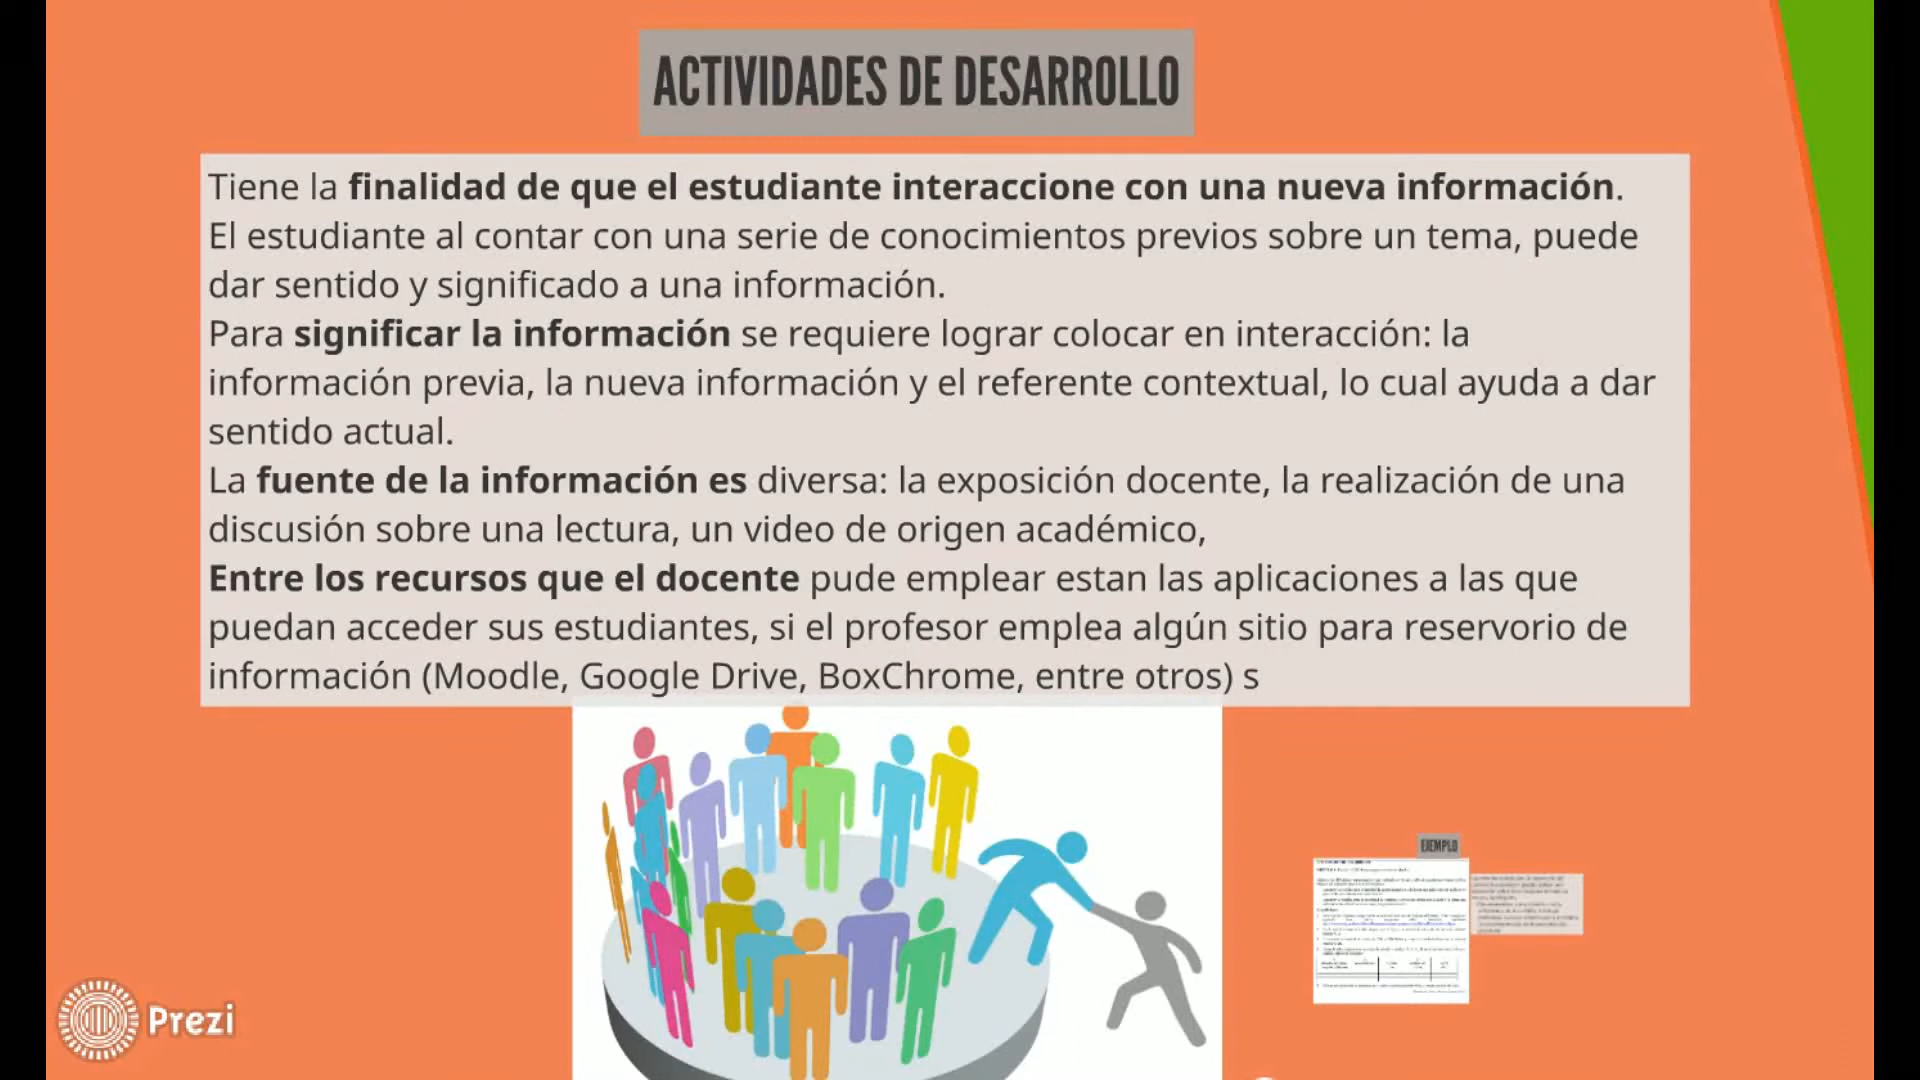 ACTIVIDADES DE DESARROLLO
Tiene la finalidad de que el estudiante interaccione con una nueva información.
El estudiante al contar con una serie de conocimientos previos sobre un tema, puede
dar sentido y significado a una información.
Para significar la información se requiere lograr colocar en interacción: la
información previa, la nueva información y el referente contextual, lo cual ayuda a dar
sentido actual.
La fuente de la información es diversa: la exposición docente, la realización de una
discusión sobre una lectura, un video de origen académico,
Entre los recursos que el docente pude emplear estan las aplicaciones a las que
puedan acceder sus estudiantes, si el profesor emplea algún sitio para reservorio de
información (Moodle, Google Drive, BoxChrome, entre otros) s
EJEMPLO
Prezi